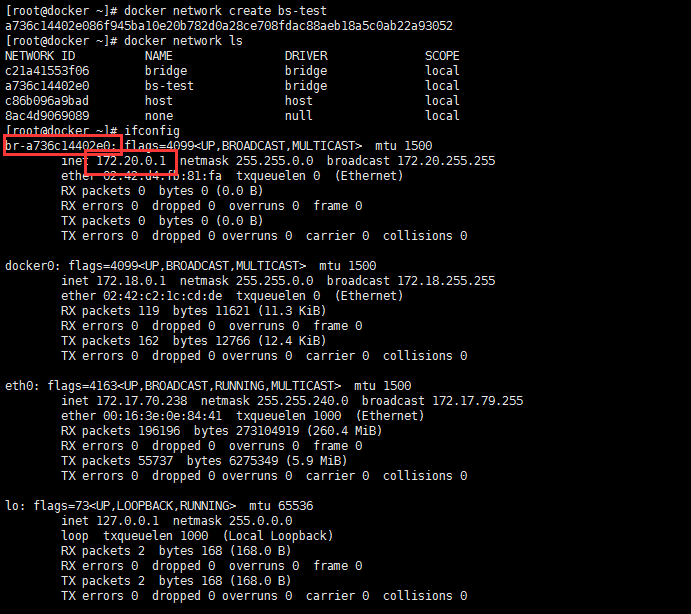 [root@docker ~]# docker network create bs-test
a736c14402e086f945ba10e20b782d0a28ce708fdac88aeb18a5c0ab22a93052
[root@docker ~]# docker network ls
NETWORK ID NAME DRIVER SCOPE
c21a41553f06 bridge bridge local
a736c14402e0 bs-test bridge local
c86b096a9bad host host local
8ac4d9069089 none null local
[root@docker ~]# ifconfig
br-a736c14402e0: flags=4099<UP,BROADCAST,MULTICAST> mtu 1500
inet 172.20.0.1 netmask 255.255.0.0 broadcast 172.20.255.255
ether 02:42:d4:fb:81:fa txqueuelen 0 (Ethernet)
RX packets 0 bytes 0 (0.0 B)
RX errors 0 dropped 0 overruns 0 frame 0
TX packets 0 bytes 0 (0.0 B)
TX errors 0 dropped 0 overruns 0 carrier 0 collisions 0
docker0: flags=4099<UP,BROADCAST,MULTICAST> mtu 1500
inet 172.18.0.1 netmask 255.255.0.0 broadcast 172.18.255.255
ether 02:42:c2:1c:cd:de txqueuelen 0 (Ethernet)
RX packets 119 bytes 11621 (11.3 KiB)
RX errors 0 dropped 0 overruns 0 frame 0
TX packets 162 bytes 12766 (12.4 KiB)
TX errors 0 dropped 0 overruns 0 carrier 0 collisions 0
eth0: flags=4163<UP,BROADCAST,RUNNING,MULTICAST> mtu 1500
inet 172.17.70.238 netmask 255.255.240.0 broadcast 172.17.79.255
ether 00:16:3e:0e:84:41 txqueuelen 1000 (Ethernet)
RX packets 196196 bytes 273104919 (260.4 MiB)
RX errors 0 dropped 0 overruns 0 frame 0
TX packets 55737 bytes 6275349 (5.9 MiB)
TX errors 0 dropped 0 overruns 0 carrier 0 collisions 0
lo: flags=73<UP,LOOPBACK,RUNNING> mtu 65536
inet 127.0.0.1 netmask 255.0.0.0
loop txqueuelen 1000 (Local Loopback)
RX packets 2 bytes 168 (168.0 B)
RX errors 0 dropped 0 overruns 0 frame 0
TX packets 2 bytes 168 (168.0 B)
TX errors 0 dropped 0 overruns 0 carrier 0 collisions 0